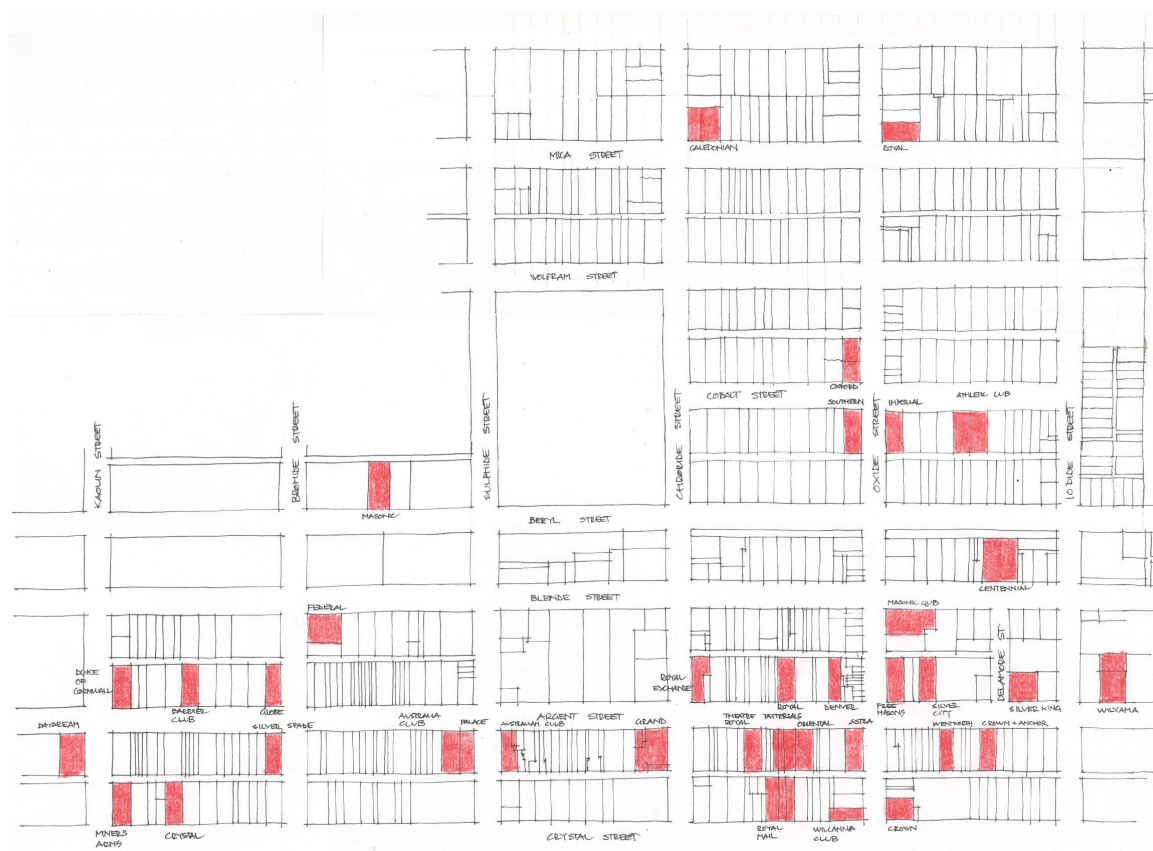 MICA STREET
CALEDONIAN
ROYAL
WOLFRAM STREET
OXFORD
COBALT STREET
SOUTHERN
IMPERIAL
ATHLETIC CLUB
KAOLIN STREET
BROMIDE STREET
SULPHIDE STREET
CHLORIDE STREET
OXIDE STREET
IODIDE STREET
MASONIC
BERYL STREET
CENTENNIAL
BLENDE STREET
FEDERAL
MASONIC CLUB
DELAMORE ST
DUKE
OF
CORNWALL
BARRIER
CLUB
GLOBE
ROYAL
EXCHANGE
ROYAL
DENVER
FREE
MASONS
SILVER
CITY
SILVER KING
WILYAMA
DAYDREAM
SILVER SPADE
AUSTRALIA
CLUB
PALACE
ARGENT STREET
AUSTRALIAN CLUB
GRAND
THEATRE
ROYAL
TATTERSALS
ORIENTAL
ASTRA
WENTWORTH
CROWN + ANCHOR
MINERS
ARMS
CRYSTAL
CRYSTAL STREET
ROYAL
MAIL
WILCANNIA
CLUB
CROWN